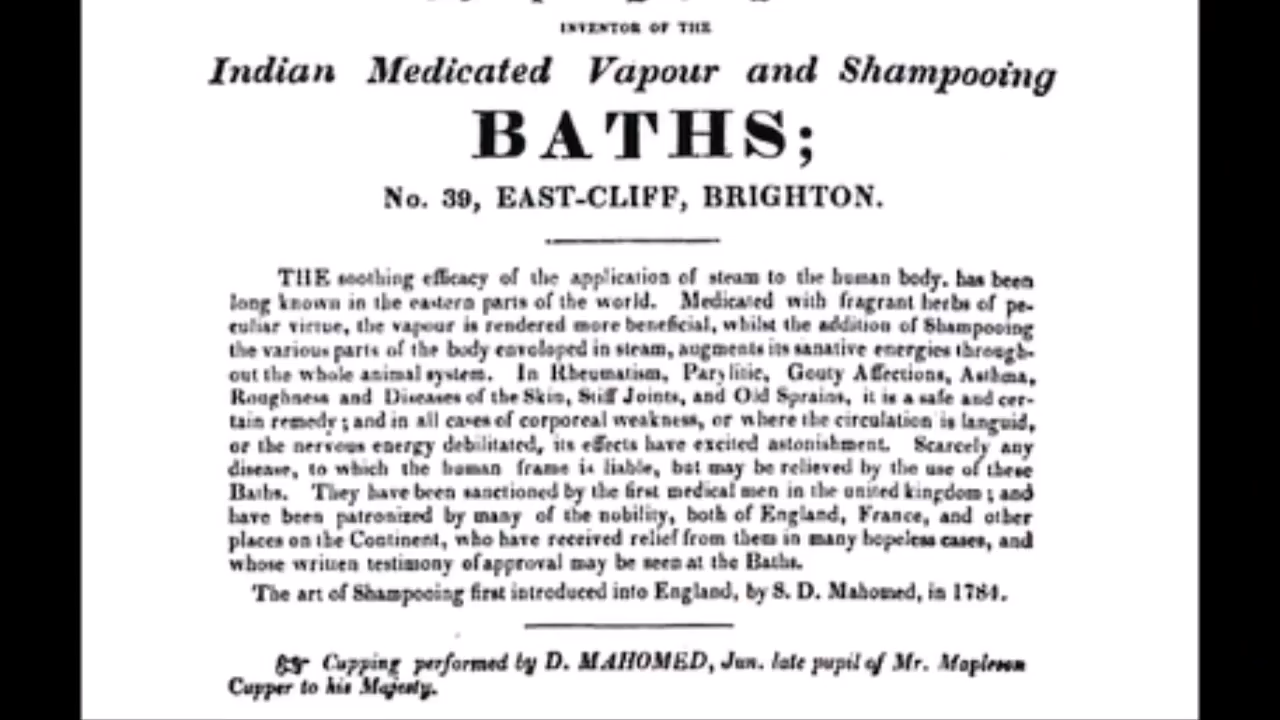 INVENTOR OF THE
Indian Medicated Vapour and Shampooing
BATHS;
No. 39, EAST-CLIFF, BRIGHTON.
THE soothing efficacy of the application of steam to the human body, has been
long known in the eastern parts of the world. Medicated with fragrant herbs of pe-
culiar virtue, the vapour is rendered more beneficial, whilst the addition of Shampooing
the various parts of the body enveloped in steam, augments its sanative energies through-
out the whole animal system. In Rheumatism, Parylitic, Gouty Affections, Asthma,
Roughness and Diseases of the Skin, Stiff Joints, and Old Sprains, it is a safe and cer-
tain remedy; and in all cases of corporeal weakness, or where the circulation is languid,
or the nervous energy debilitated, its effects have excited astonishment. Scarcely any
disease, to which the human frame is liable, but may be relieved by the use of these
Baths. They have been sanctioned by the first medical men in the united kingdom; and
have been patronized by many of the nobility, both of England, France, and other
places on the Continent, who have received relief from them in many hopeless cases, and
whose written testimony of approval may be seen at the Baths.
The art of Shampooing first introduced into England, by S. D. Mahomed, in 1784.
Cupping performed by D. MAHOMED, Jun. late pupil of Mr. Mapleson
Cupper to his Majesty.